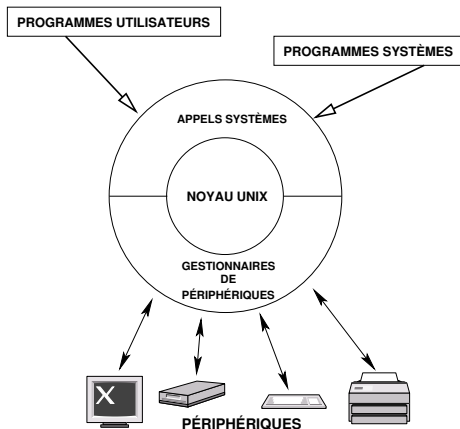 PROGRAMMES UTILISATEURS
PROGRAMMES SYSTÈMES
APPELS SYSTÈMES
NOYAU UNIX
GESTIONNAIRES
DE
PÉRIPHÉRIQUES
X
PÉRIPHÉRIQUES